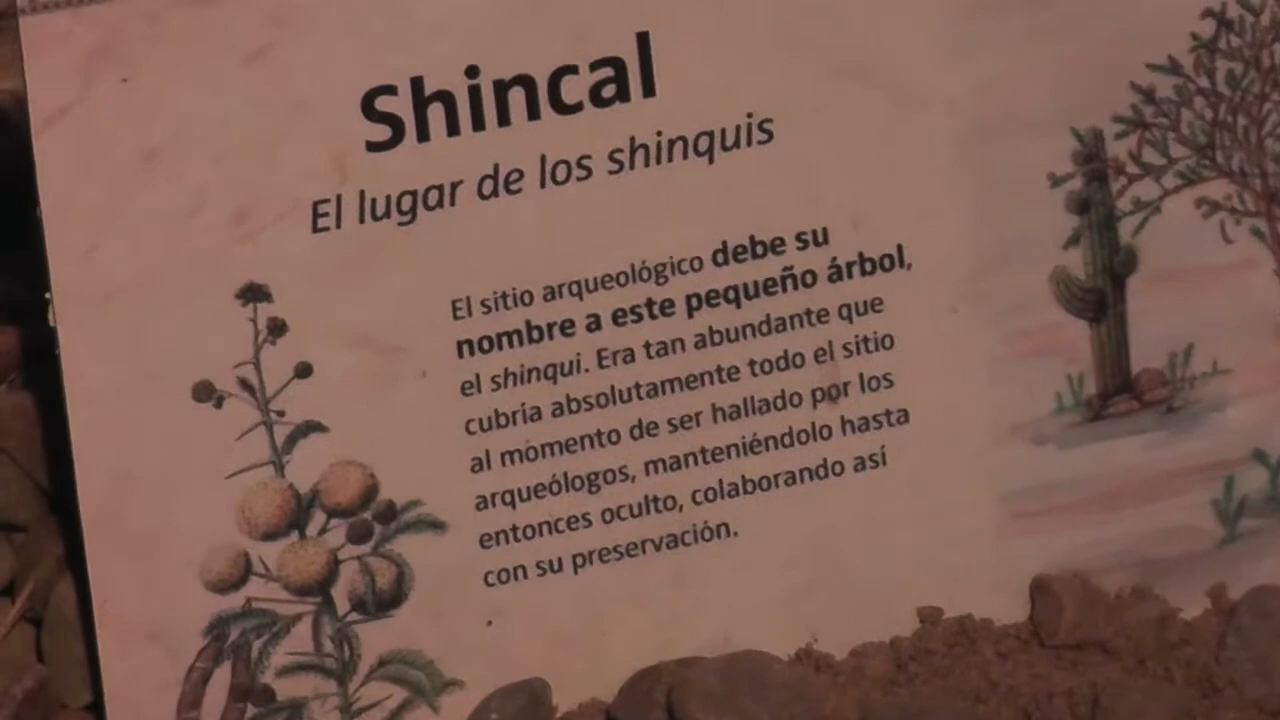 Shincal
El lugar de los shinquis
El sitio arqueológico debe su
nombre a este pequeño árbol,
el shinqui. Era tan abundante que
cubría absolutamente todo el sitio
al momento de ser hallado por los
arqueólogos, manteniéndolo hasta
entonces oculto, colaborando así
con su preservación.